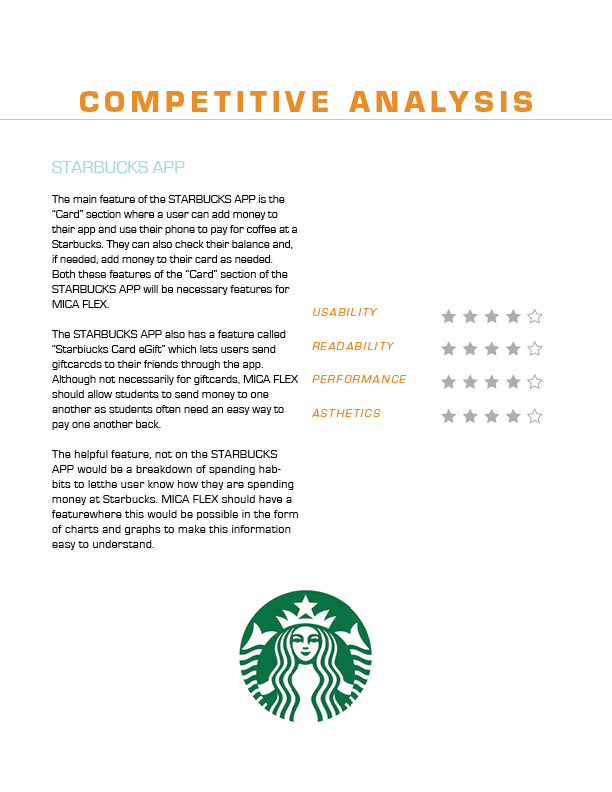 COMPETITIVE ANALYSIS
STARBUCKS APP
The main feature of the STARBUCKS APP is the
“Card” section where a user can add money to
their app and use their phone to pay for coffee at a
Starbucks. They can also check their balance and,
if needed, add money to their card as needed.
Both these features of the “Card” section of the
STARBUCKS APP will be necessary features for
MICA FLEX.
The STARBUCKS APP also has a feature called
“Starbiucks Card eGift” which lets users send
giftcarcds to their friends through the app.
Although not necessarily for giftcards, MICA FLEX
should allow students to send money to one
another as students often need an easy way to
pay one another back.
The helpful feature, not on the STARBUCKS
APP would be a breakdown of spending hab-
bits to letthe user know how they are spending
money at Starbucks. MICA FLEX should have a
featurewhere this would be possible in the form
of charts and graphs to make this information
easy to understand.
USABILITY
READABILITY
PERFORMANCE
ASTHETICS